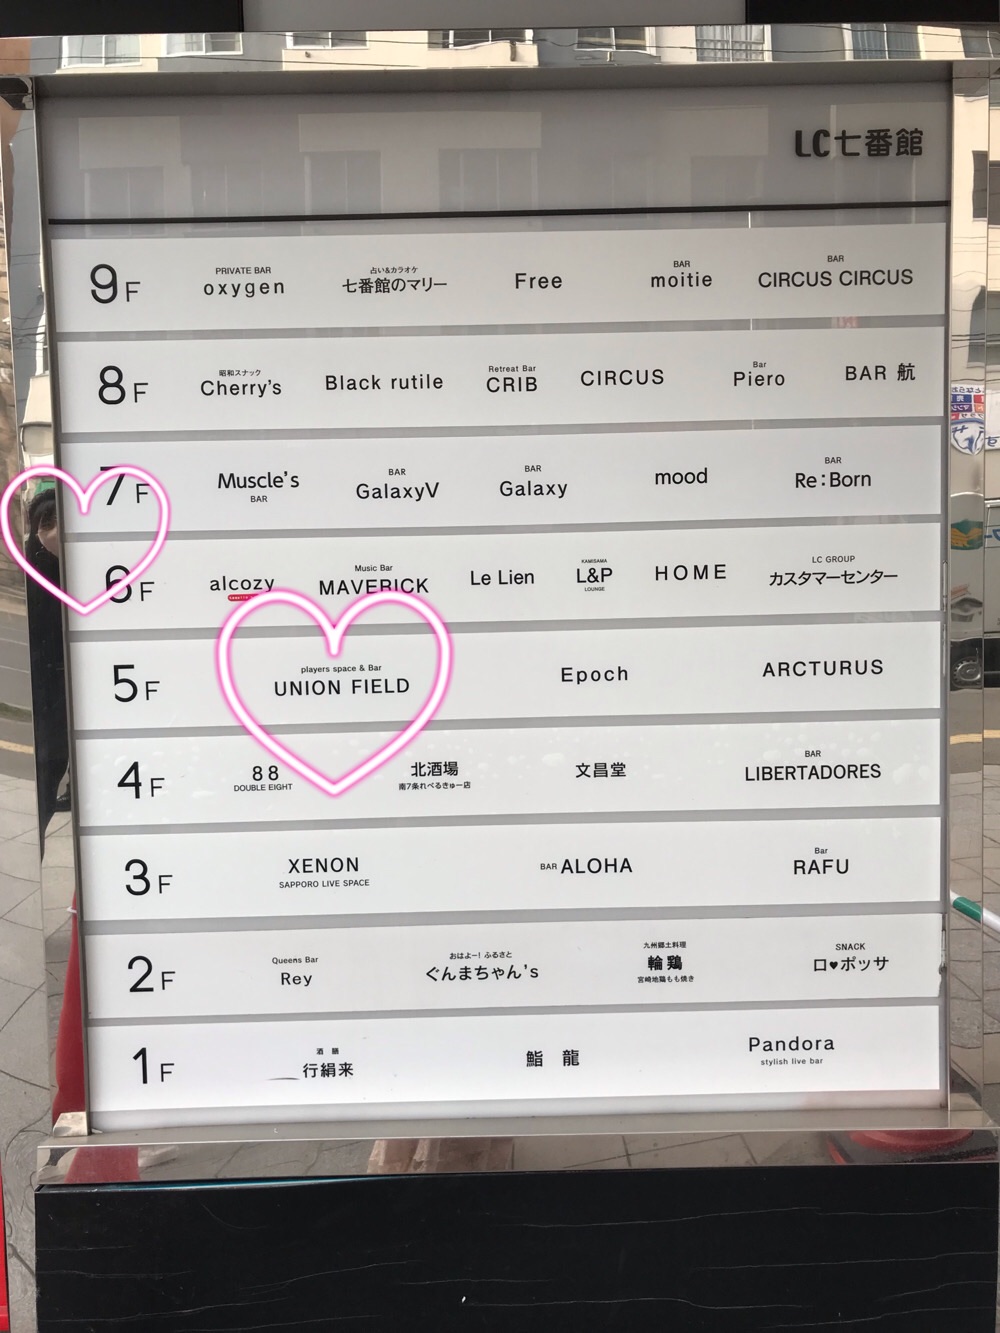 LC七番館
9F
PRIVATE BAR
oxygen
占い&カラオケ
七番館のマリー
Free
BAR
moitie
BAR
CIRCUS CIRCUS
8F
昭和スナック
Cherry's
Black rutile
Retreat Bar
CRIB
CIRCUS
Bar
Piero
BAR 航
7F
Muscle's
BAR
BAR
GalaxyV
BAR
Galaxy
mood
BAR
Re:Born
6F
alcozy
Music Bar
MAVERICK
Le Lien
KAMISAMA
L&P
LOUNGE
HOME
LC GROUP
カスタマーセンター
5F
players space & Bar
UNION FIELD
Epoch
ARCTURUS
4F
88
DOUBLE EIGHT
北酒場
南7条れべるきゅー店
文昌堂
BAR
LIBERTADORES
3F
XENON
SAPPORO LIVE SPACE
BAR ALOHA
Bar
RAFU
2F
Queens Bar
Rey
おはよー! ふるさと
ぐんまちゃん's
九州郷土料理
輪鶏
宮崎地鶏もも焼き
SNACK
ロ♥ボッサ
1F
行絹来
鮨 龍
Pandora
stylish live bar